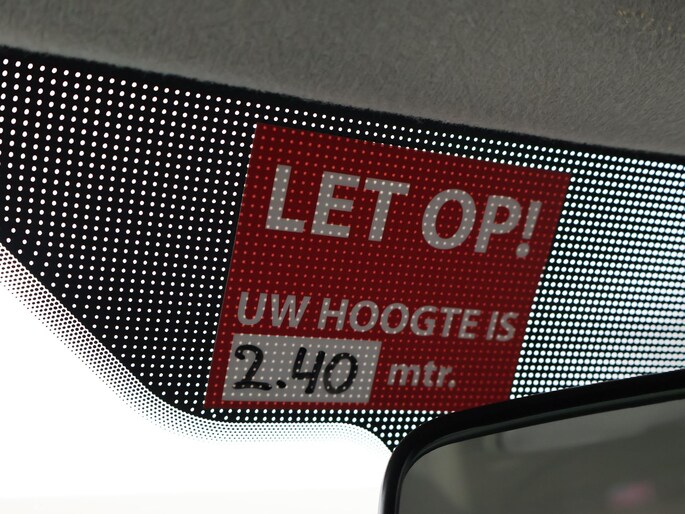 LET OP!
UW HOOGTE IS
2.40 mtr.